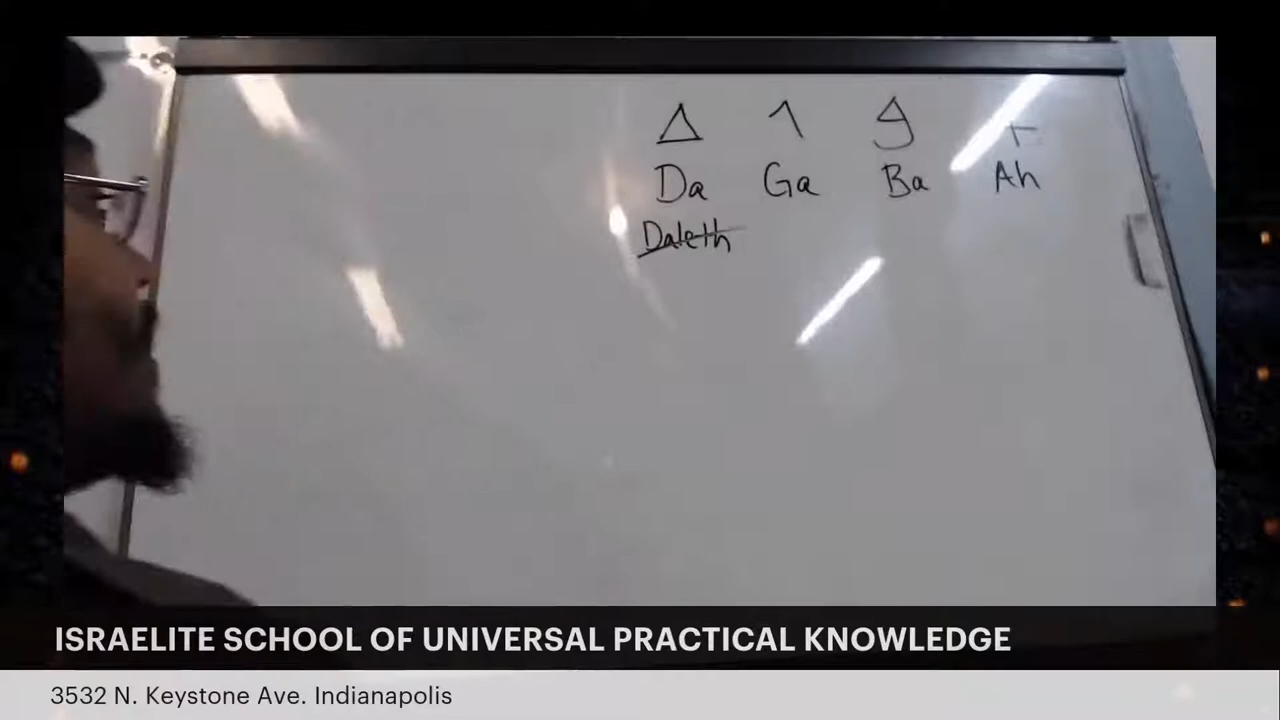 𐤃 𐤂 𐤁 𐤀
Da Ga Ba Ah
Daleth
ISRAELITE SCHOOL OF UNIVERSAL PRACTICAL KNOWLEDGE
3532 N. Keystone Ave. Indianapolis